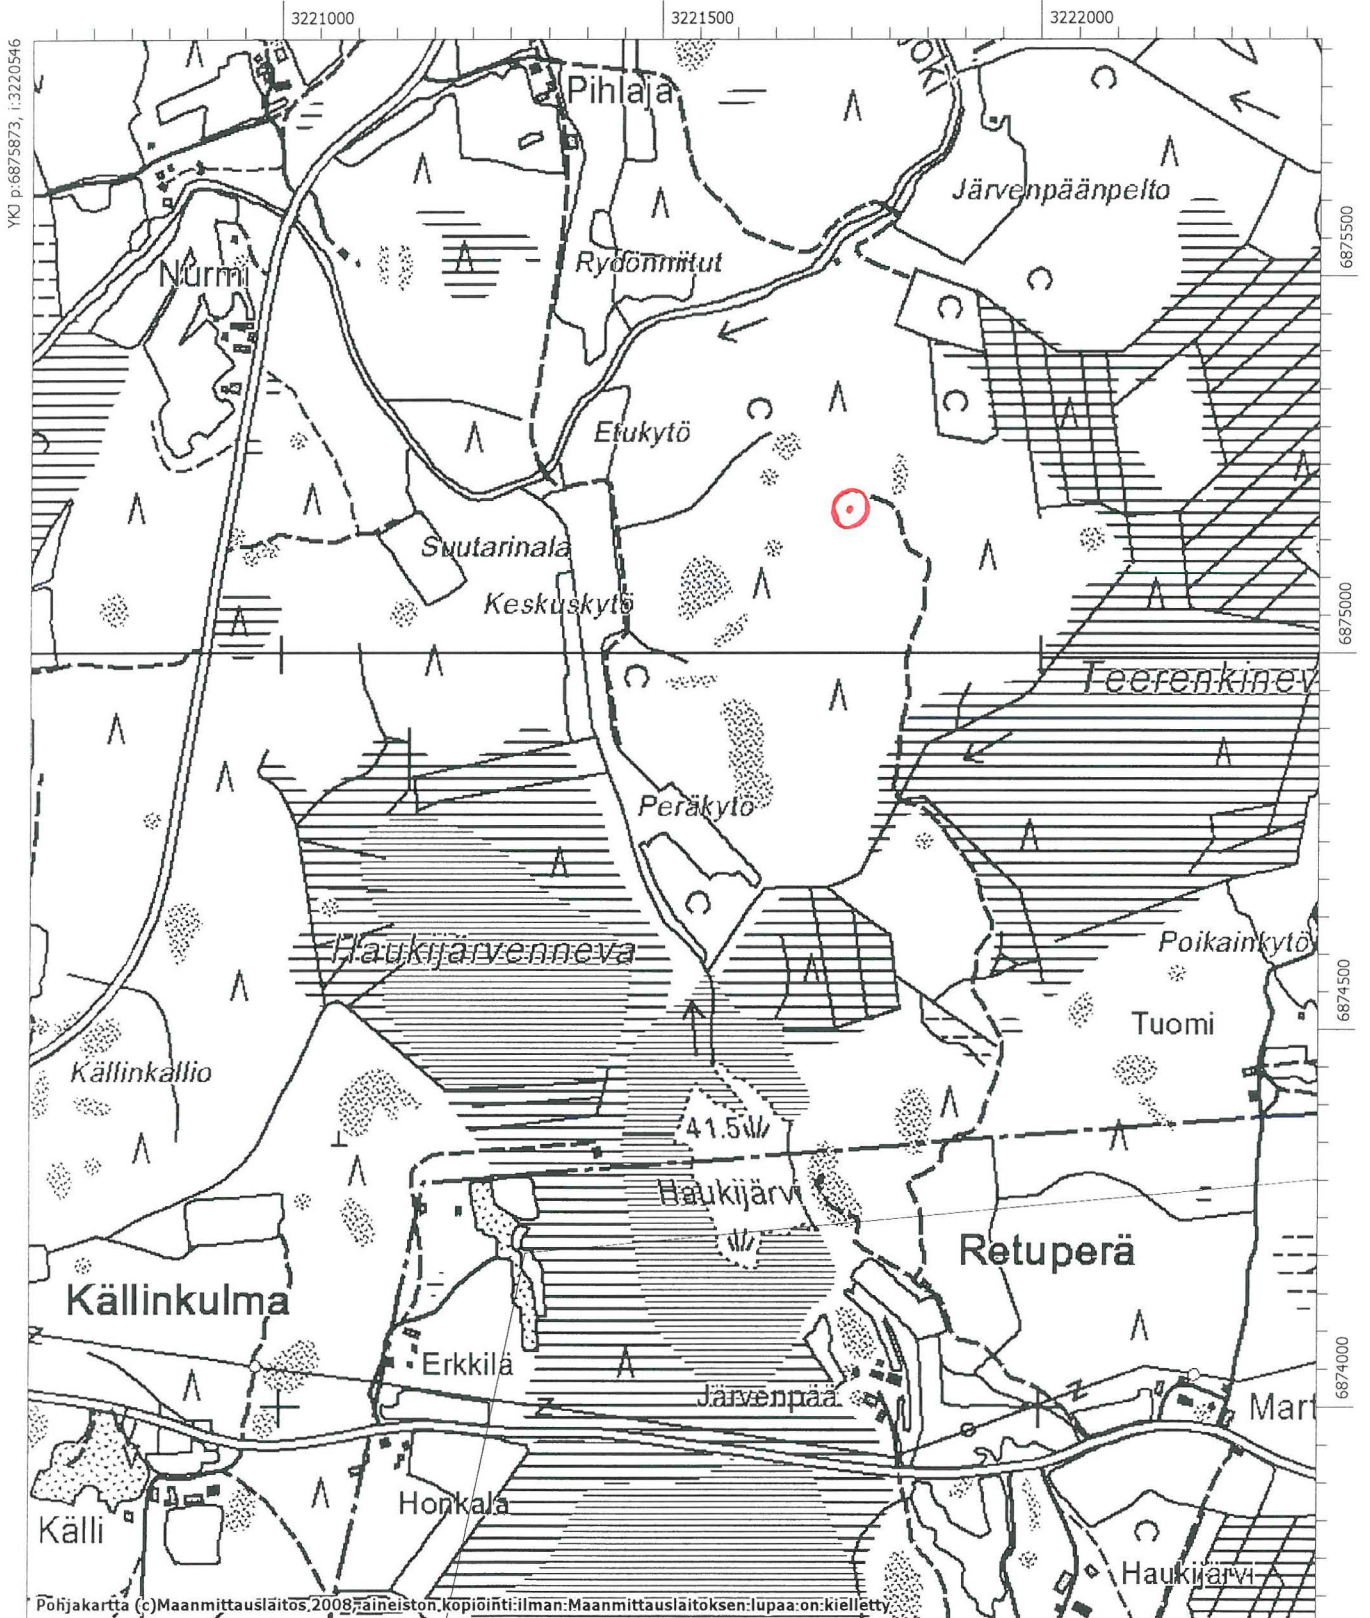 3221000
3221500
3222000
YKJ p:6875873, i:3220546
JOKI
Pihlaja
Järvenpäänpelto
6875500
Rydönmitut
Nurmi
Etukytö
Suutarinala
Keskuskytö
6875000
Teerenkinev
Peräkytö
Poikainkytö
Haukijärvenneva
6874500
Tuomi
Källinkallio
41.5
Haukijärvi
Retuperä
Källinkulma
Erkkilä
6874000
Järvenpää
Mart
Honkala
Källi
Haukijärvi
Pohjakartta (c)Maanmittauslaitos,2008, aineiston kopiointi ilman Maanmittauslaitoksen lupaa on kielletty